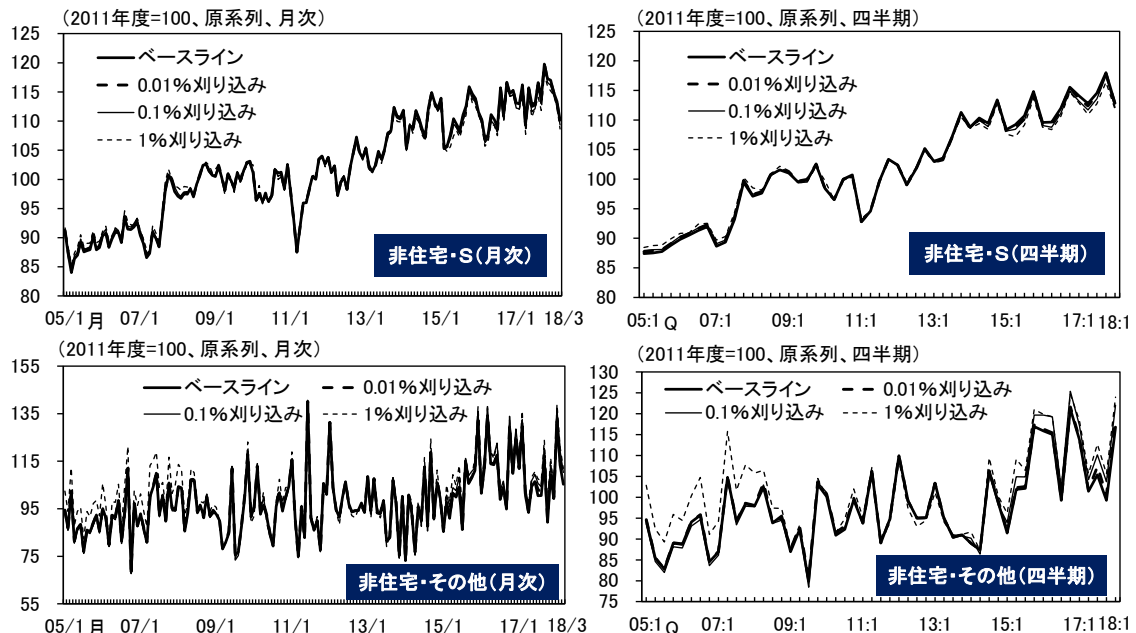 (2011年度=100、原系列、月次)
125
120
115
110
105
100
95
90
85
80
ベースライン
0.01%刈り込み
0.1%刈り込み
1%刈り込み
非住宅・S(月次)
05/1 月 07/1 09/1 11/1 13/1 15/1 17/1 18/3
(2011年度=100、原系列、四半期)
125
120
115
110
105
100
95
90
85
80
ベースライン
0.01%刈り込み
0.1%刈り込み
1%刈り込み
非住宅・S(四半期)
05:1 Q 07:1 09:1 11:1 13:1 15:1 17:1 18:1
(2011年度=100、原系列、月次)
155
135
115
95
75
55
ベースライン 0.01%刈り込み
0.1%刈り込み 1%刈り込み
非住宅・その他(月次)
05/1 月 07/1 09/1 11/1 13/1 15/1 17/1 18/3
(2011年度=100、原系列、四半期)
130
125
120
115
110
105
100
95
90
85
80
75
ベースライン 0.01%刈り込み
0.1%刈り込み 1%刈り込み
非住宅・その他(四半期)
05:1 Q 07:1 09:1 11:1 13:1 15:1 17:1 18:1